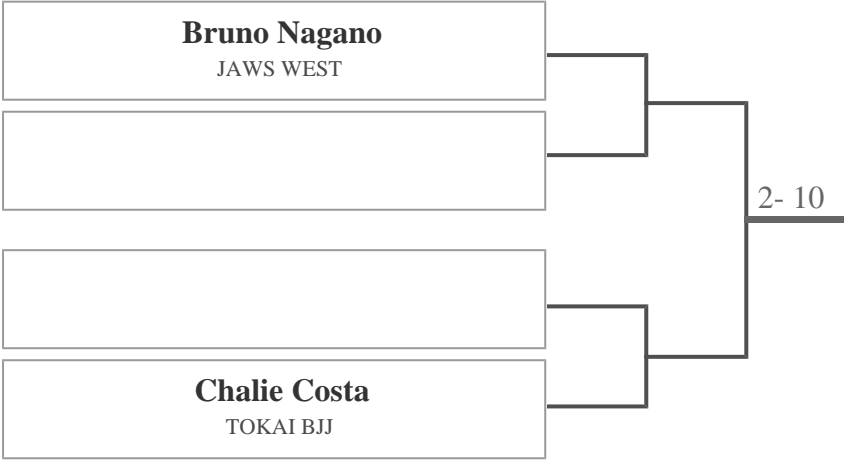 Bruno Nagano
JAWS WEST
2- 10
Chalie Costa
TOKAI BJJ